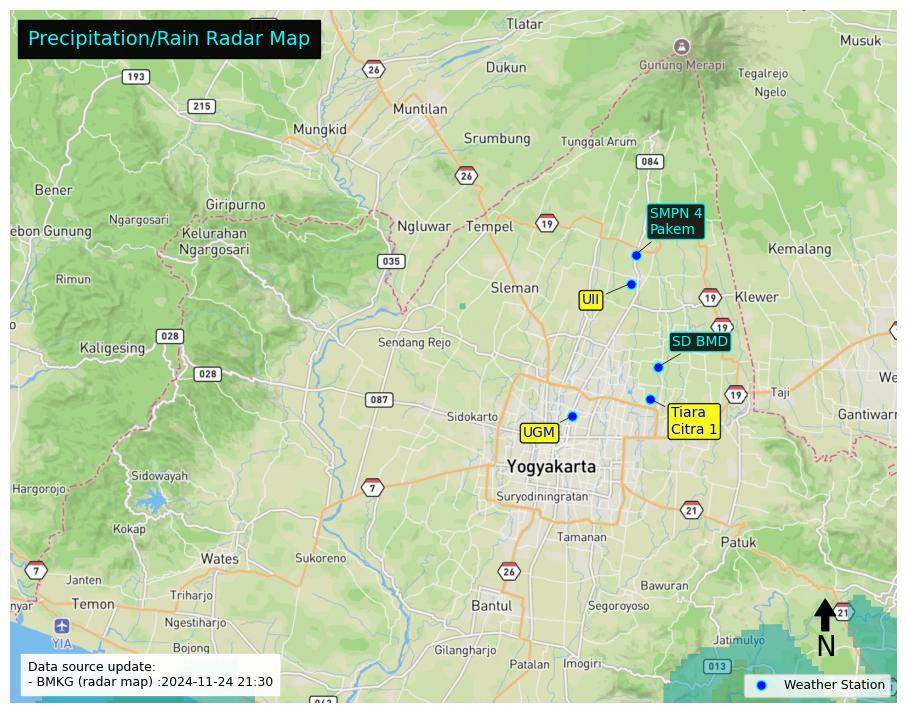 Precipitation/Rain Radar Map
Tlatar
Musuk
26
Gunung Merapi
Dukun
Tegalrejo
193
Ngelo
215
Muntilan
Mungkid
Srumbung
Tunggal Arum
084
26
Bener
Giripurno
SMPN 4
Pakem
Ngargosari
Ngluwar
Tempel
19
ebon Gunung
Kelurahan
Ngargosari
Kemalang
035
Rimun
Sleman
UII
19
Klewer
19
028
Sendang Rejo
SD BMD
Kaligesing
028
We
087
19
Taji
Sidokarto
Tiara
Citra 1
Gantiwarn
UGM
Yogyakarta
Sidowayah
Hargorojo
7
Suryodiningratan
21
Kokap
Tamanan
Patuk
Wates
Sukoreno
7
26
Janten
Bawuran
Triharjo
nyar
Temon
Bantul
Segoroyoso
21
Ngestiharjo
YIA
Jatimulyo
N
Bojong
Gilangharjo
Patalan
Imogiri
013
Data source update:
- BMKG (radar map) :2024-11-24 21:30
Weather Station